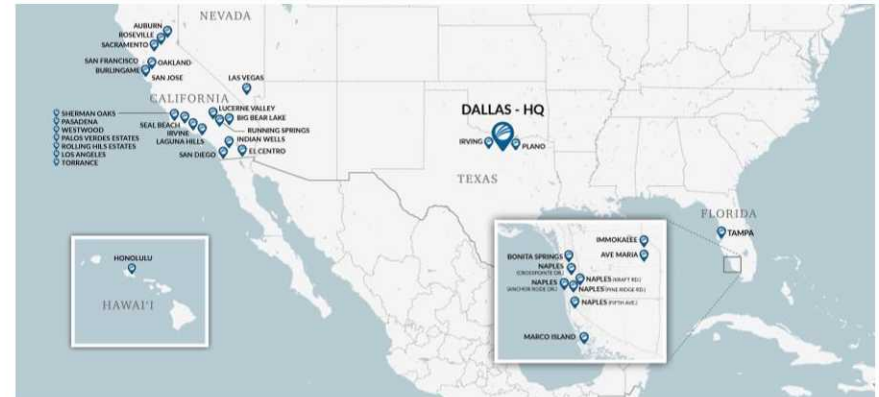 NEVADA
AUBURN
ROSEVILLE
SACRAMENTO
SAN FRANCISCO
OAKLAND
BURLINGAME
SAN JOSE
LAS VEGAS
CALIFORNIA
LUCERNE VALLEY
BIG BEAR LAKE
SHERMAN OAKS
PASADENA
WESTWOOD
PALOS VERDES ESTATES
ROLLING HILS ESTATES
LOS ANGELES
TORRANCE
SEAL BEACH
IRVINE
LAGUNA HILLS
RUNNING SPRINGS
INDIAN WELLS
SAN DIEGO
EL CENTRO
DALLAS - HQ
IRVING
PLANO
TEXAS
FLORIDA
TAMPA
HONOLULU
HAWAI'I
IMMOKALEE
BONITA SPRINGS
AVE MARIA
NAPLES
(CROSSPOINTE DR.)
NAPLES (KRAFT RD.)
NAPLES
(ANCHOR RODE DR.)
NAPLES (PINE RIDGE RD.)
NAPLES (FIFTH AVE.)
MARCO ISLAND